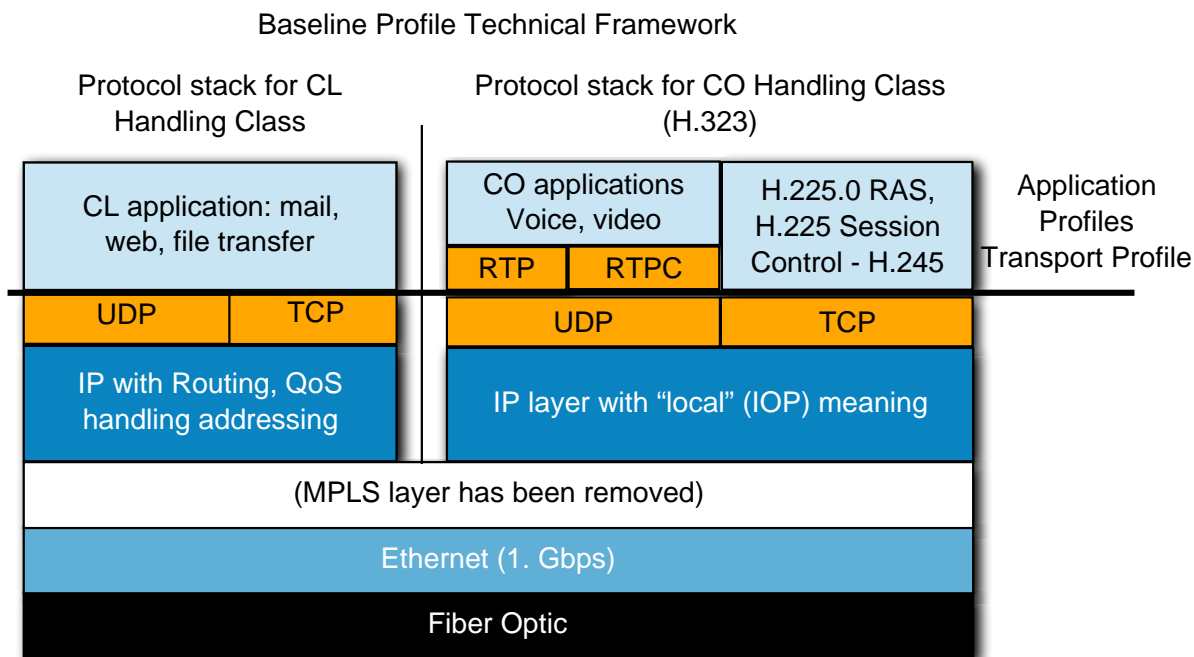 Baseline Profile Technical Framework
Protocol stack for CL
Handling Class
Protocol stack for CO Handling Class
(H.323)
CL application: mail,
web, file transfer
CO applications
Voice, video
RTP
RTPC
H.225.0 RAS,
H.225 Session
Control - H.245
Application
Profiles
Transport Profile
UDP
TCP
UDP
TCP
IP with Routing, QoS
handling addressing
IP layer with “local” (IOP) meaning
(MPLS layer has been removed)
Ethernet (1. Gbps)
Fiber Optic